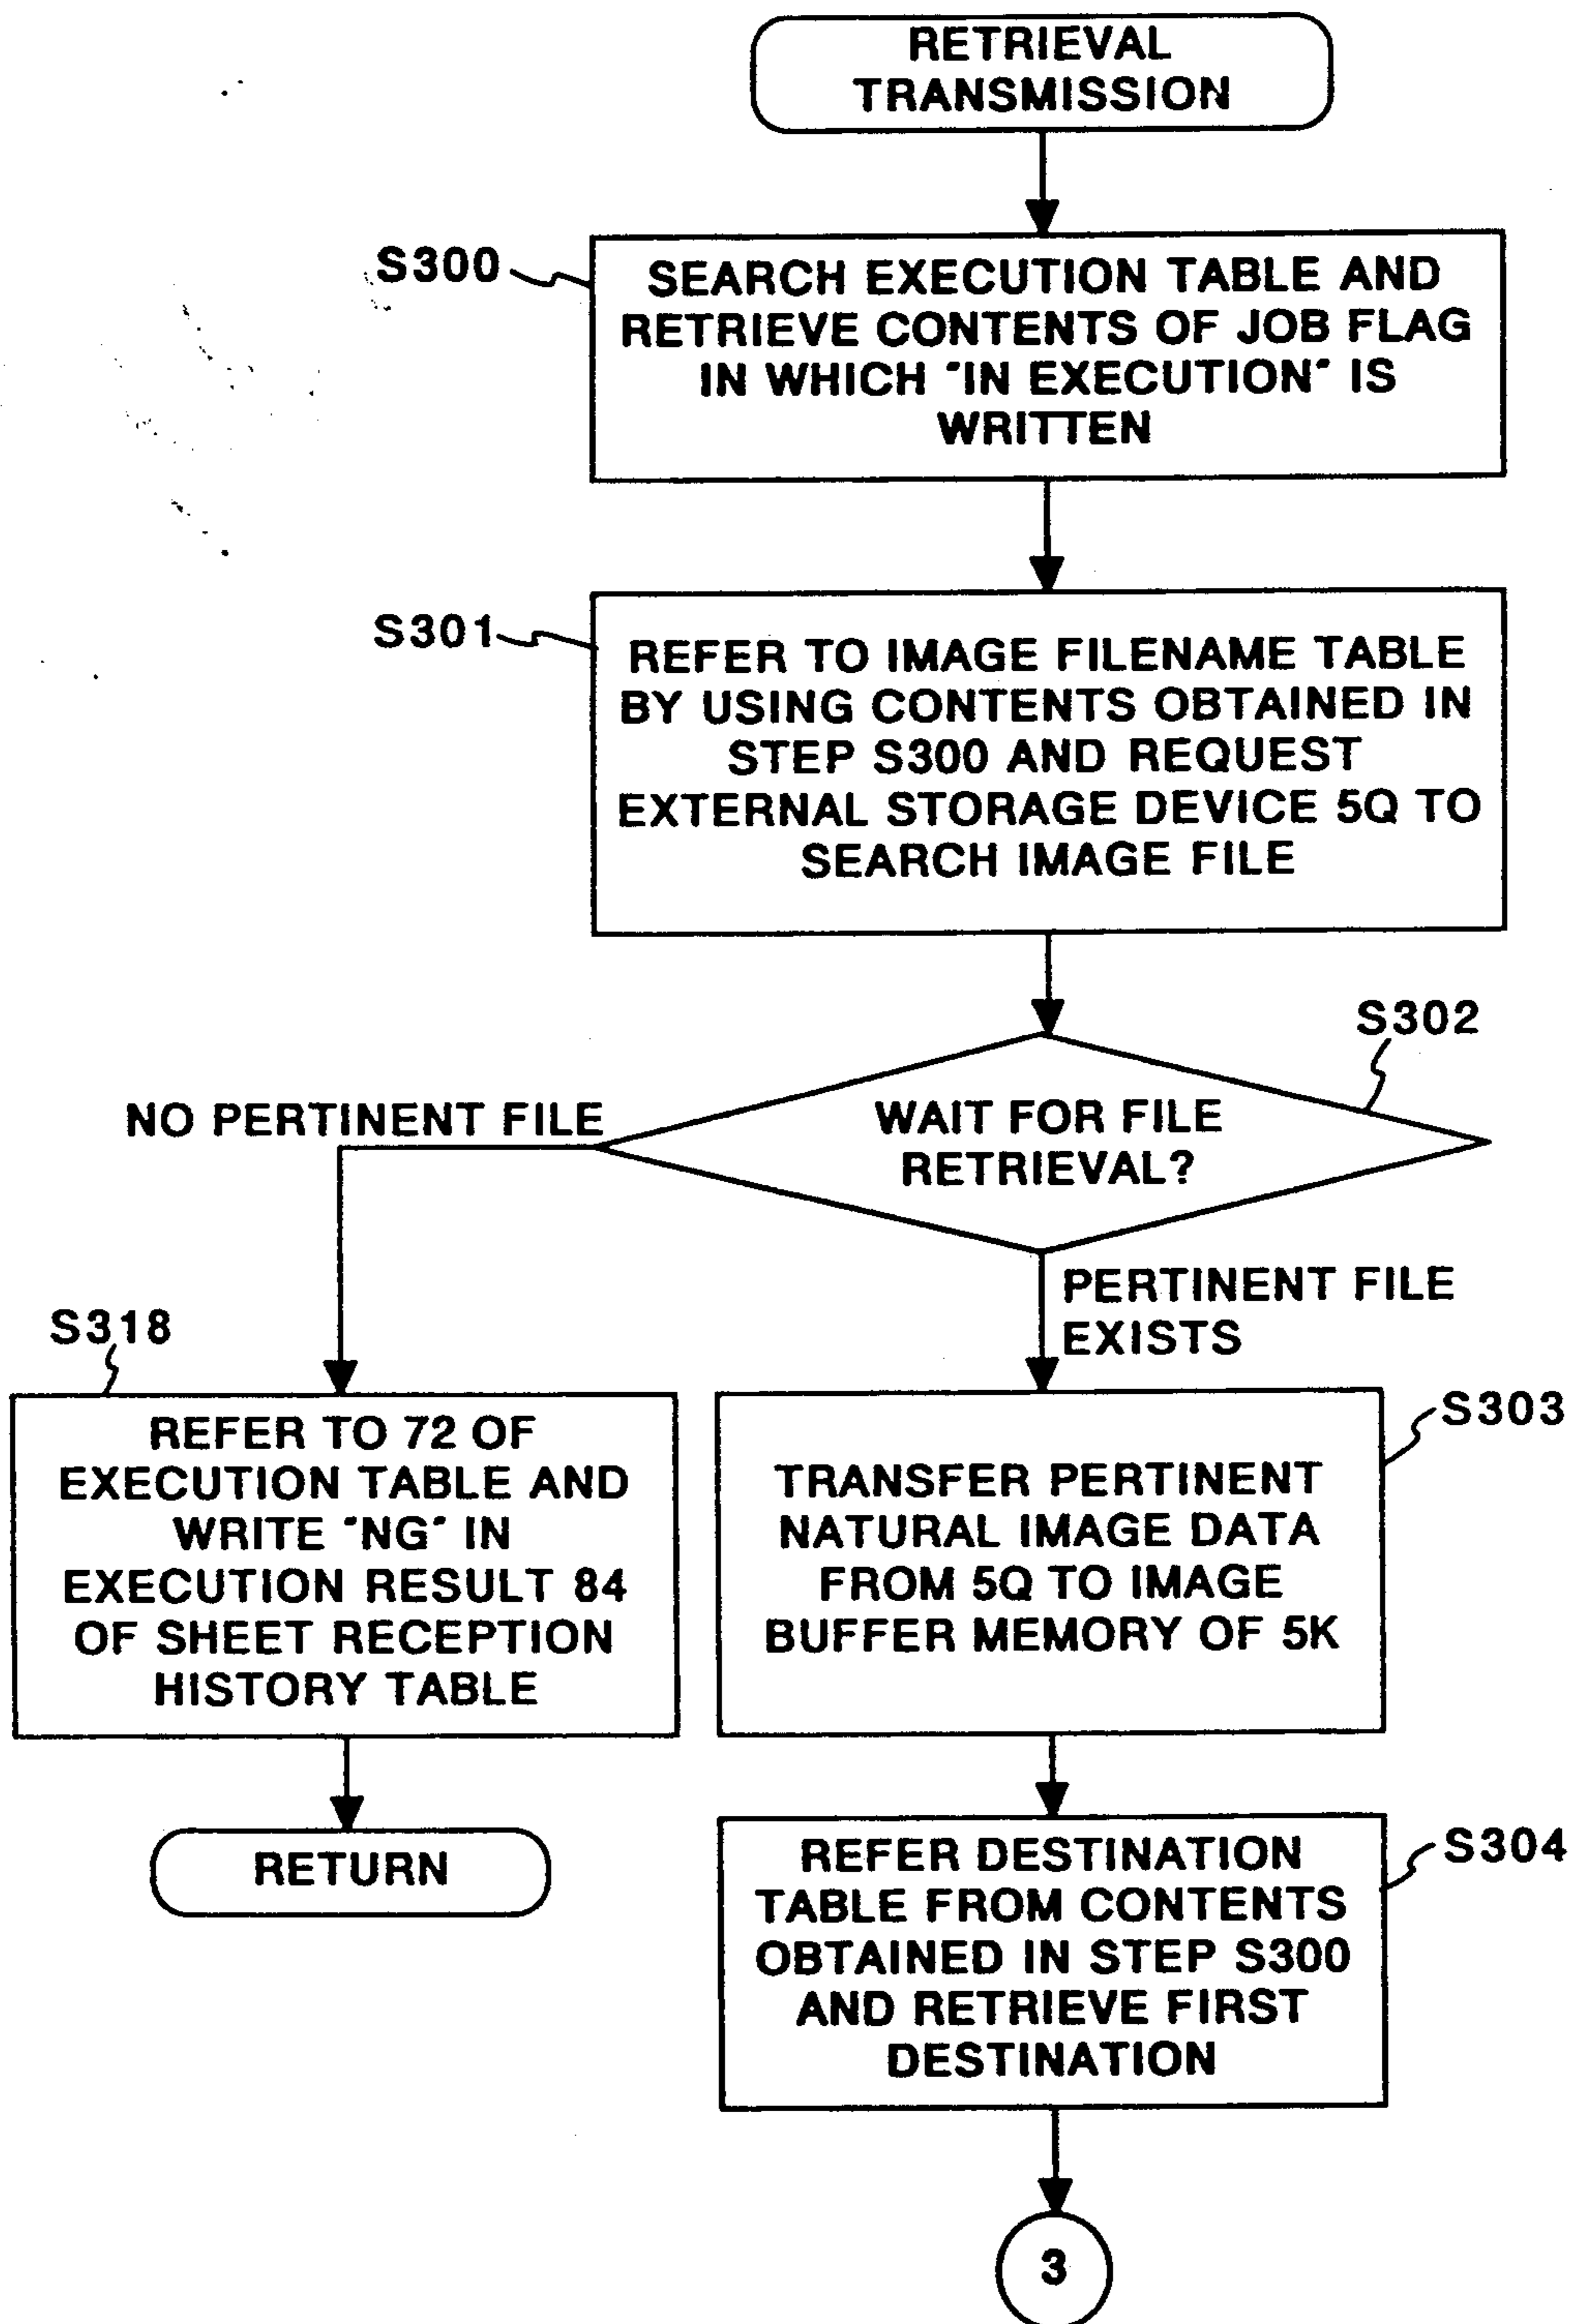 RETRIEVAL
TRANSMISSION
S300
SEARCH EXECUTION TABLE AND
RETRIEVE CONTENTS OF JOB FLAG
IN WHICH "IN EXECUTION" IS
WRITTEN
S301
REFER TO IMAGE FILENAME TABLE
BY USING CONTENTS OBTAINED IN
STEP S300 AND REQUEST
EXTERNAL STORAGE DEVICE 5Q TO
SEARCH IMAGE FILE
S302
WAIT FOR FILE
RETRIEVAL?
NO PERTINENT FILE
PERTINENT FILE
EXISTS
S318
REFER TO 72 OF
EXECUTION TABLE AND
WRITE "NG" IN
EXECUTION RESULT 84
OF SHEET RECEPTION
HISTORY TABLE
RETURN
S303
TRANSFER PERTINENT
NATURAL IMAGE DATA
FROM 5Q TO IMAGE
BUFFER MEMORY OF 5K
S304
REFER DESTINATION
TABLE FROM CONTENTS
OBTAINED IN STEP S300
AND RETRIEVE FIRST
DESTINATION
3